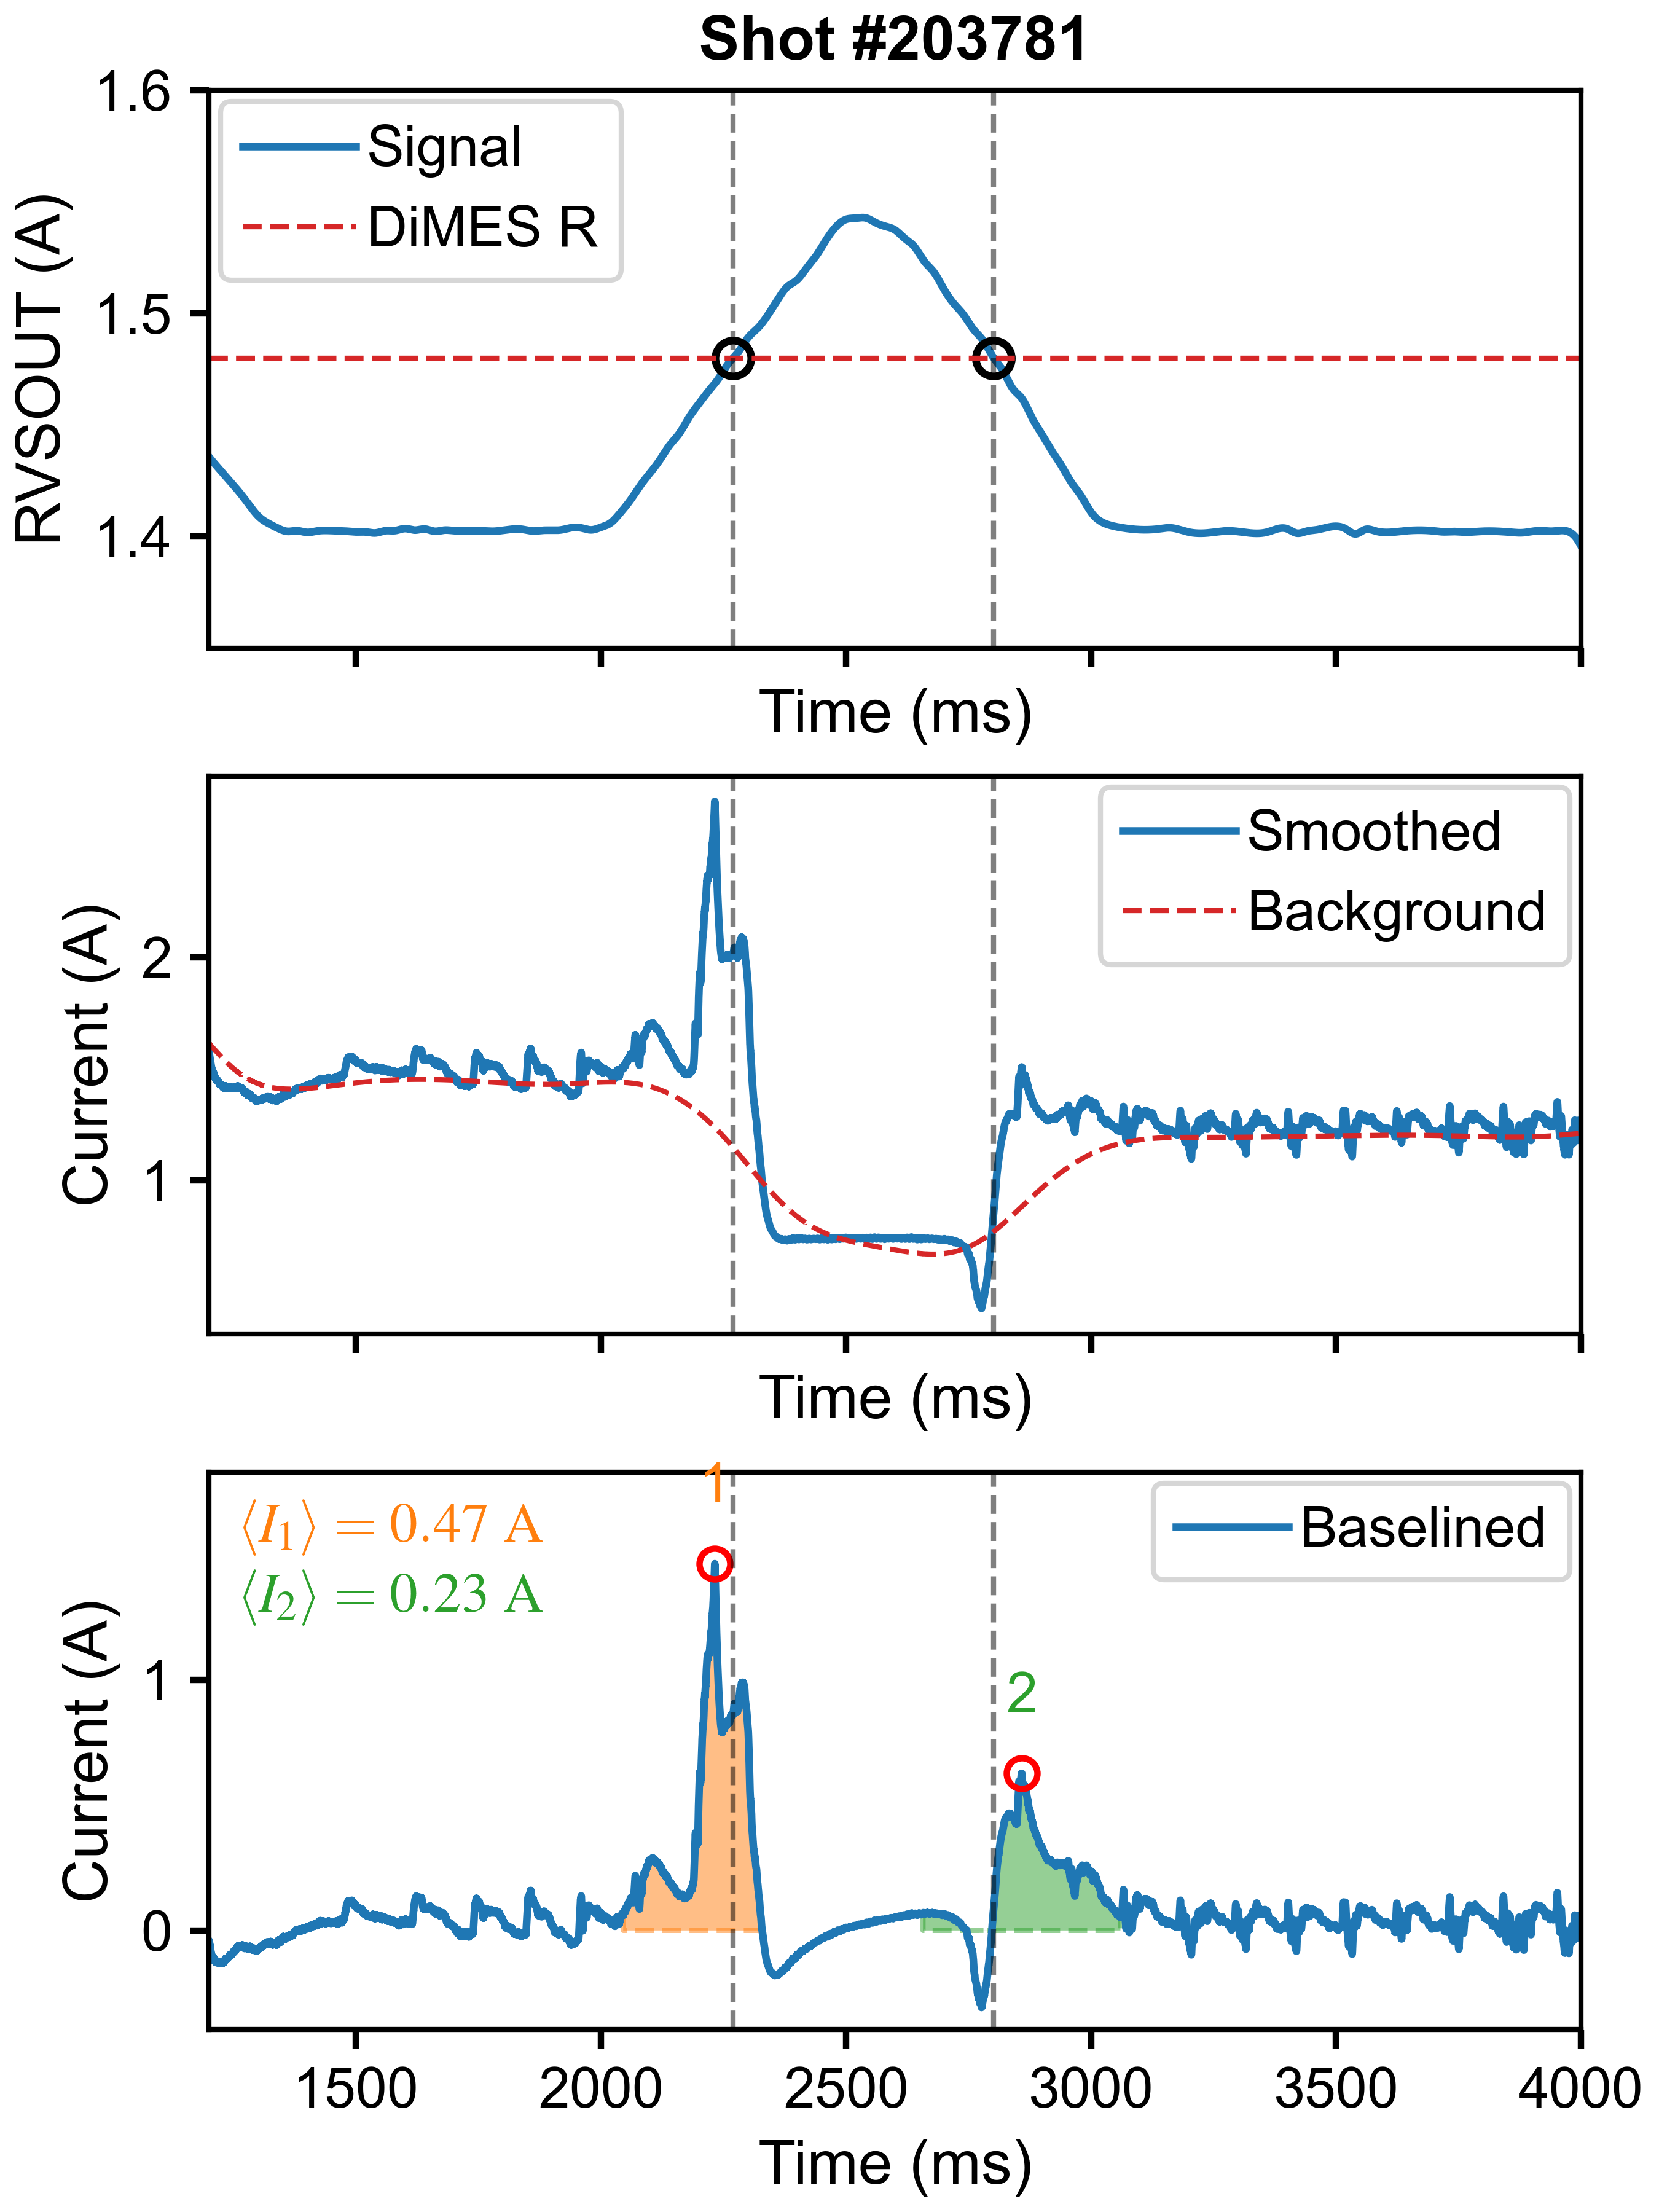 Shot #203781
1.6
1.5
1.4
RVSOUT (A)
Signal
DiMES R
Time (ms)
2
1
Current (A)
Smoothed
Background
Time (ms)
1
0
Current (A)
⟨I₁⟩ = 0.47 A
⟨I₂⟩ = 0.23 A
1
2
Baselined
1500 2000 2500 3000 3500 4000
Time (ms)